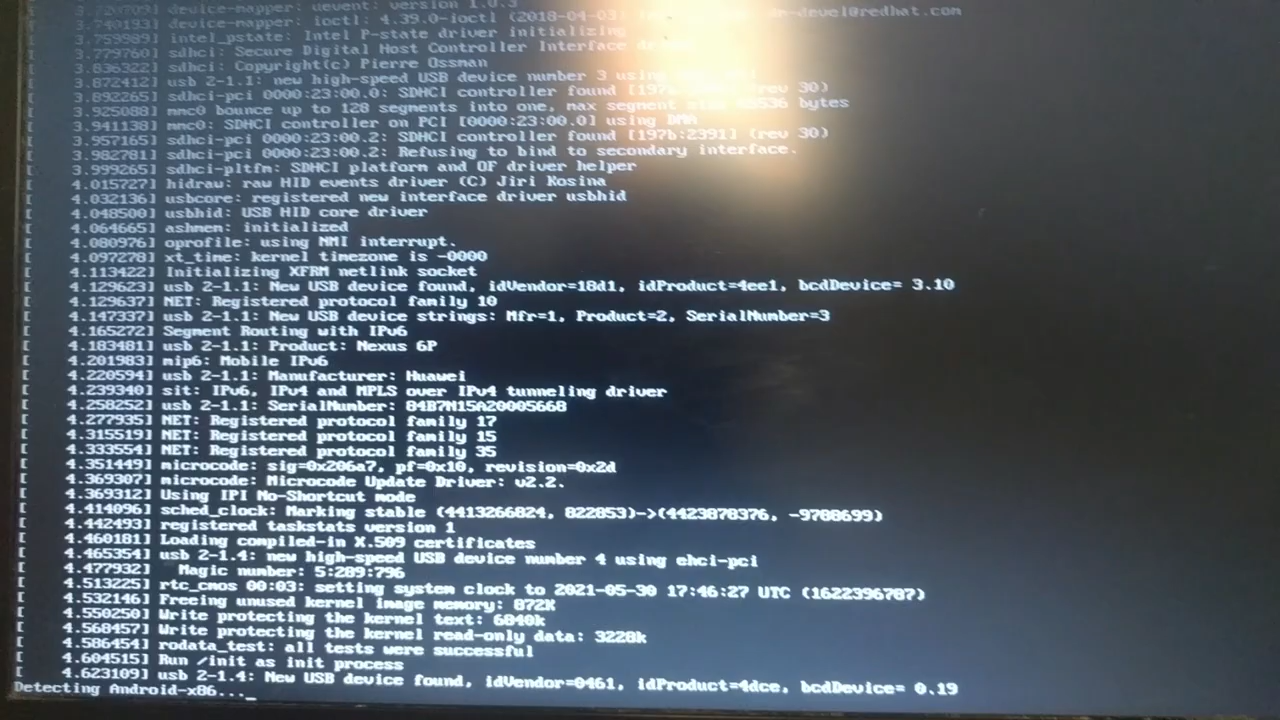 3.720709] device-mapper: uevent: version 1.0.3
3.740193] device-mapper: ioctl: 4.39.0-ioctl (2018-04-03) dm-devel@redhat.com
[ 3.759989] intel_pstate: Intel P-state driver initializing
[ 3.779760] sdhci: Secure Digital Host Controller Interface
[ 3.836322] sdhci: Copyright(c) Pierre Ossman
[ 3.872412] usb 2-1.1: new high-speed USB device number 3
[ 3.892265] sdhci-pci 0000:23:00.0: SDHCI controller found (rev 30)
[ 3.925088] mmc0 bounce up to 128 segments into one, max segment bytes
[ 3.941138] mmc0: SDHCI controller on PCI [0000:23:00.0] using DMA
[ 3.957165] sdhci-pci 0000:23:00.2: SDHCI controller found [197b:2391] (rev 30)
[ 3.982781] sdhci-pci 0000:23:00.2: Refusing to bind to secondary interface.
[ 3.999265] sdhci-pltfm: SDHCI platform and OF driver helper
[ 4.015727] hidraw: raw HID events driver (C) Jiri Kosina
[ 4.032136] usbcore: registered new interface driver usbhid
[ 4.048500] usbhid: USB HID core driver
[ 4.064665] ashmem: initialized
[ 4.080976] oprofile: using NMI interrupt.
[ 4.097278] xt_time: kernel timezone is -0000
[ 4.113422] Initializing XFRM netlink socket
[ 4.129623] usb 2-1.1: New USB device found, idVendor=18d1, idProduct=4ee1, bcdDevice= 3.10
[ 4.129637] NET: Registered protocol family 10
[ 4.147337] usb 2-1.1: New USB device strings: Mfr=1, Product=2, SerialNumber=3
[ 4.165272] Segment Routing with IPv6
[ 4.183481] usb 2-1.1: Product: Nexus 6P
[ 4.201983] mip6: Mobile IPv6
[ 4.220594] usb 2-1.1: Manufacturer: Huawei
[ 4.239340] sit: IPv6, IPv4 and MPLS over IPv4 tunneling driver
[ 4.258252] usb 2-1.1: SerialNumber: 84B7N15A20005668
[ 4.277935] NET: Registered protocol family 17
[ 4.315519] NET: Registered protocol family 15
[ 4.333554] NET: Registered protocol family 35
[ 4.351449] microcode: sig=0x206a7, pf=0x10, revision=0x2d
[ 4.369307] microcode: Microcode Update Driver: v2.2.
[ 4.369312] Using IPI No-Shortcut mode
[ 4.414096] sched_clock: Marking stable (4413266824, 822853)->(4423878376, -9788699)
[ 4.442493] registered taskstats version 1
[ 4.460181] Loading compiled-in X.509 certificates
[ 4.465354] usb 2-1.4: new high-speed USB device number 4 using ehci-pci
[ 4.477932]   Magic number: 5:289:796
[ 4.513225] rtc_cmos 00:03: setting system clock to 2021-05-30 17:46:27 UTC (1622396787)
[ 4.532146] Freeing unused kernel image memory: 872K
[ 4.550250] Write protecting the kernel text: 6840k
[ 4.568457] Write protecting the kernel read-only data: 3228k
[ 4.586454] rodata_test: all tests were successful
[ 4.604515] Run /init as init process
[ 4.623109] usb 2-1.4: New USB device found, idVendor=0461, idProduct=4dce, bcdDevice= 0.19
Detecting Android-x86..._